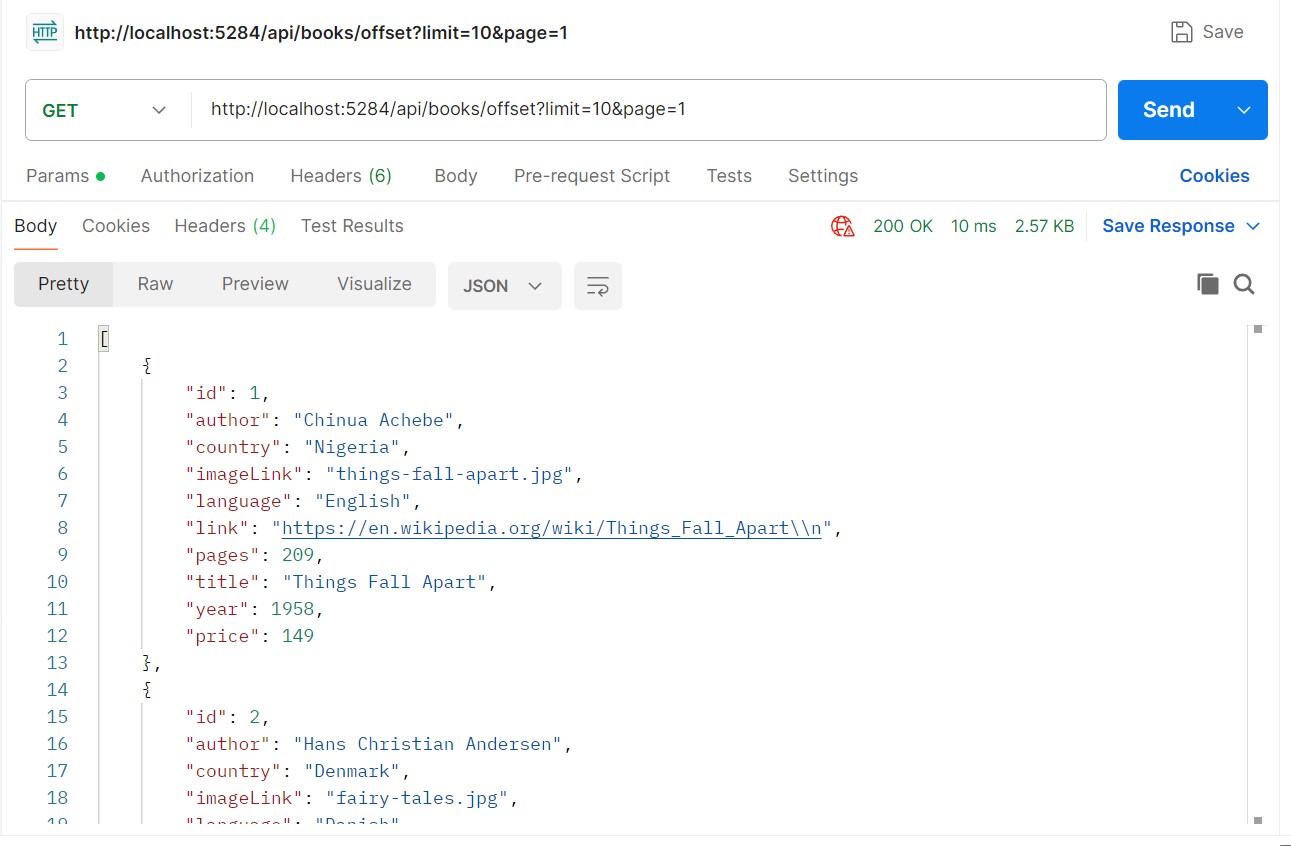 HTTP http://localhost:5284/api/books/offset?limit=10&page=1 Save
GET http://localhost:5284/api/books/offset?limit=10&page=1 Send
Params Authorization Headers (6) Body Pre-request Script Tests Settings Cookies
Body Cookies Headers (4) Test Results 200 OK 10 ms 2.57 KB Save Response
Pretty Raw Preview Visualize JSON
1 [
2 {
3 "id": 1,
4 "author": "Chinua Achebe",
5 "country": "Nigeria",
6 "imageLink": "things-fall-apart.jpg",
7 "language": "English",
8 "link": "https://en.wikipedia.org/wiki/Things_Fall_Apart\\n",
9 "pages": 209,
10 "title": "Things Fall Apart",
11 "year": 1958,
12 "price": 149
13 },
14 {
15 "id": 2,
16 "author": "Hans Christian Andersen",
17 "country": "Denmark",
18 "imageLink": "fairy-tales.jpg",
19 "language": "Danish"